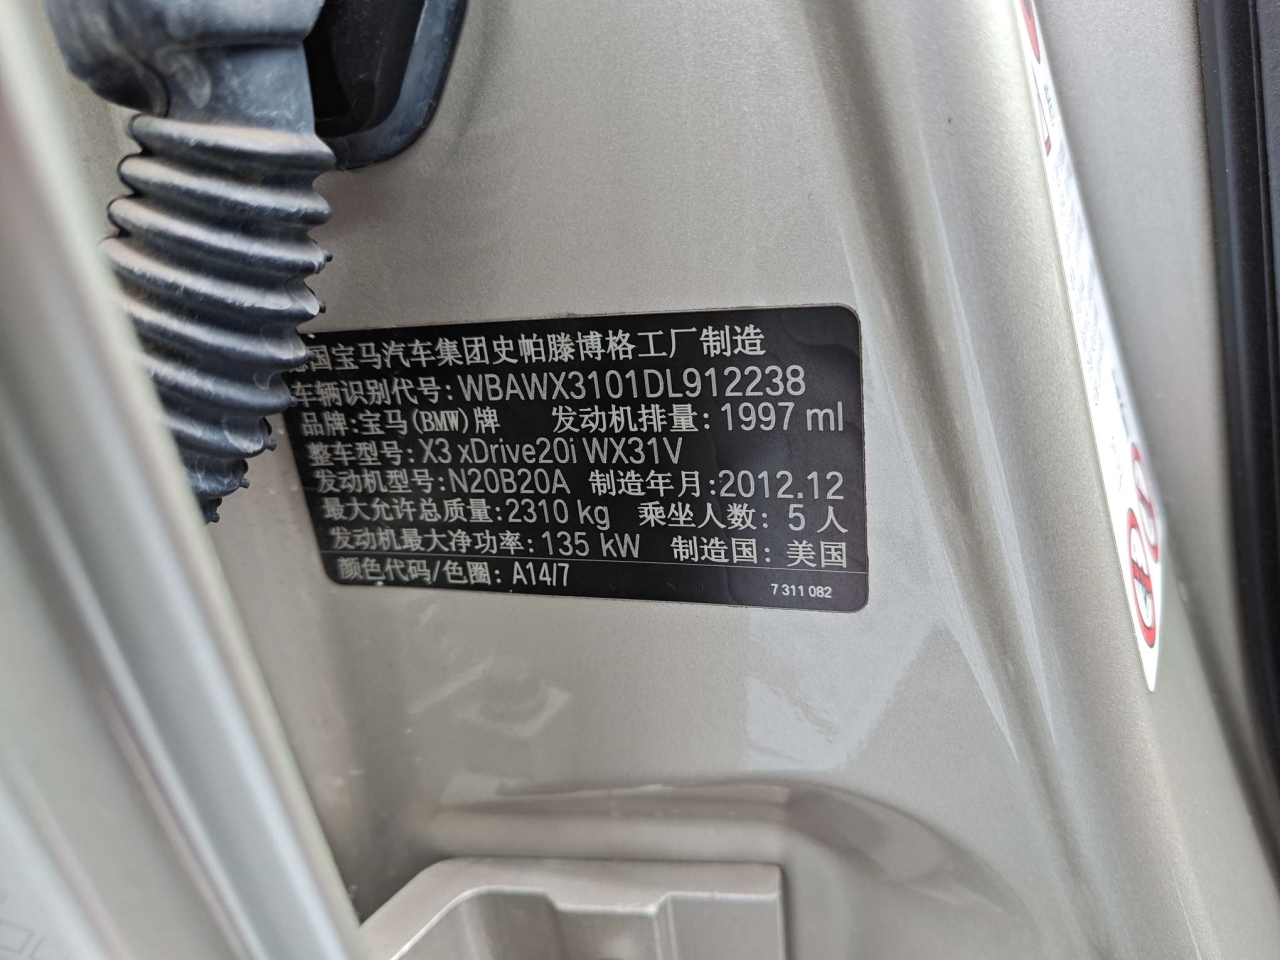 国宝马汽车集团史帕滕博格工厂制造
车辆识别代号:WBAWX3101DL912238
品牌:宝马(BMW)牌 发动机排量: 1997 ml
整车型号: X3 xDrive20i WX31V
发动机型号:N20B20A 制造年月:2012.12
最大允许总质量:2310 kg 乘坐人数: 5 人
发动机最大净功率:135 kW 制造国: 美国
颜色代码/色圈: A14/7
7 311 082